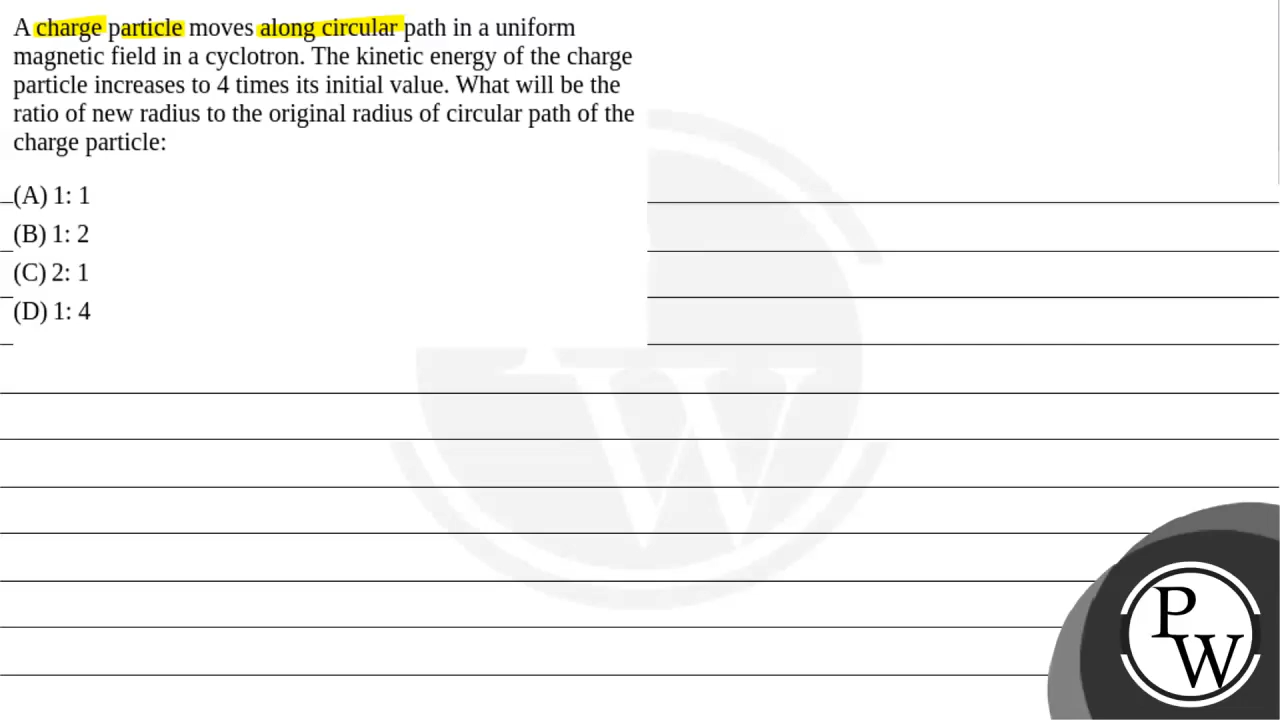 A charge particle moves along circular path in a uniform
magnetic field in a cyclotron. The kinetic energy of the charge
particle increases to 4 times its initial value. What will be the
ratio of new radius to the original radius of circular path of the
charge particle:
(A) 1: 1
(B) 1: 2
(C) 2: 1
(D) 1: 4
W
P
W